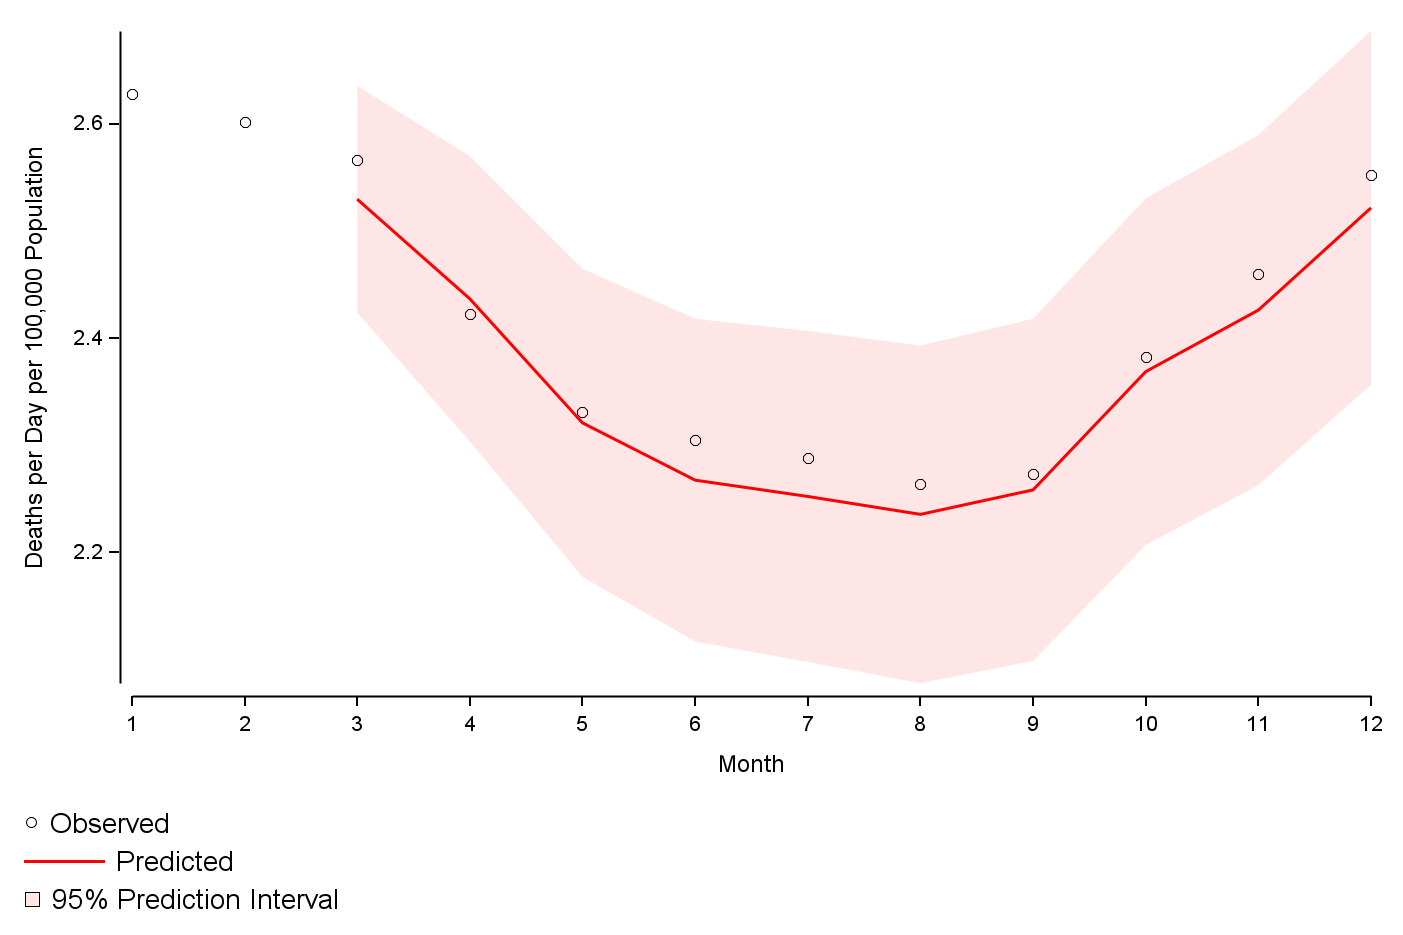 Deaths per Day per 100,000 Population
2.6
2.4
2.2
1 2 3 4 5 6 7 8 9 10 11 12
Month
Observed
Predicted
95% Prediction Interval